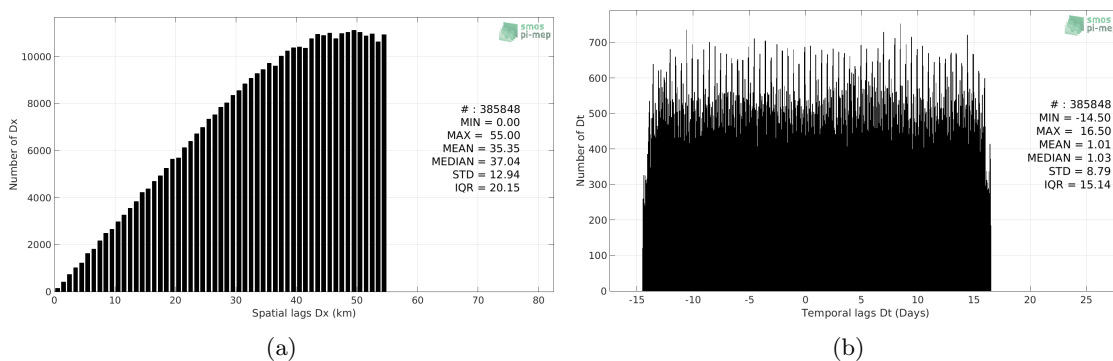 10000
8000
6000
4000
2000
0
Number of Dx
0 10 20 30 40 50 60 70 80
Spatial lags Dx (km)
smos
pi-mep
# : 385848
MIN = 0.00
MAX = 55.00
MEAN = 35.35
MEDIAN = 37.04
STD = 12.94
IQR = 20.15
(a)
700
600
500
400
300
200
100
0
Number of Dt
-15 -10 -5 0 5 10 15 20 25
Temporal lags Dt (Days)
smos
pi-mep
# : 385848
MIN = -14.50
MAX = 16.50
MEAN = 1.01
MEDIAN = 1.03
STD = 8.79
IQR = 15.14
(b)